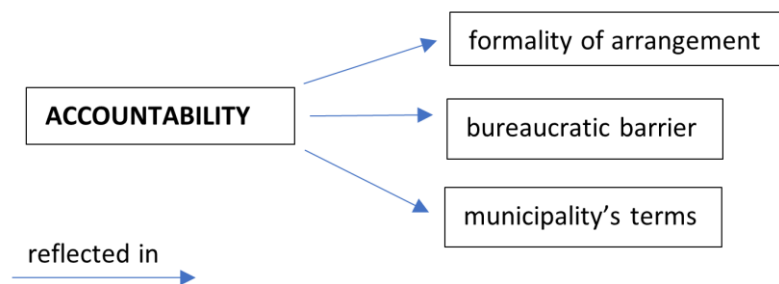 formality of arrangement
ACCOUNTABILITY
bureaucratic barrier
municipality’s terms
reflected in